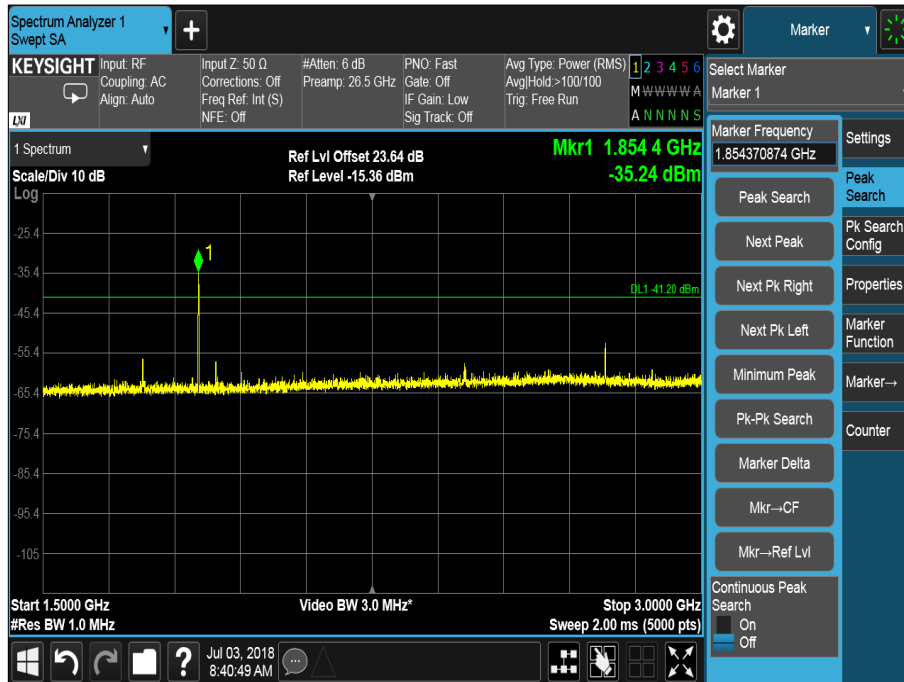 Spectrum Analyzer 1
Swept SA
KEYSIGHT
Input: RF
Coupling: AC
Align: Auto
Input Z: 50 Ω
Corrections: Off
Freq Ref: Int (S)
NFE: Off
#Atten: 6 dB
Preamp: 26.5 GHz
PNO: Fast
Gate: Off
IF Gain: Low
Sig Track: Off
Avg Type: Power (RMS)
Avg|Hold:>100/100
Trig: Free Run
1 2 3 4 5 6
M W W W W A
A N N N N S
LXI
1 Spectrum
Scale/Div 10 dB
Ref Lvl Offset 23.64 dB
Ref Level -15.36 dBm
Mkr1 1.854 4 GHz
-35.24 dBm
Log
-25.4
-35.4
-45.4
-55.4
-65.4
-75.4
-85.4
-95.4
-105
1
DL1 -41.20 dBm
Start 1.5000 GHz
#Res BW 1.0 MHz
Video BW 3.0 MHz*
Stop 3.0000 GHz
Sweep 2.00 ms (5000 pts)
Jul 03, 2018
8:40:49 AM
Marker
Select Marker
Marker 1
Marker Frequency
1.854370874 GHz
Peak Search
Next Peak
Next Pk Right
Next Pk Left
Minimum Peak
Pk-Pk Search
Marker Delta
Mkr→CF
Mkr→Ref Lvl
Continuous Peak
Search
On
Off
Settings
Peak
Search
Pk Search
Config
Properties
Marker
Function
Marker→
Counter